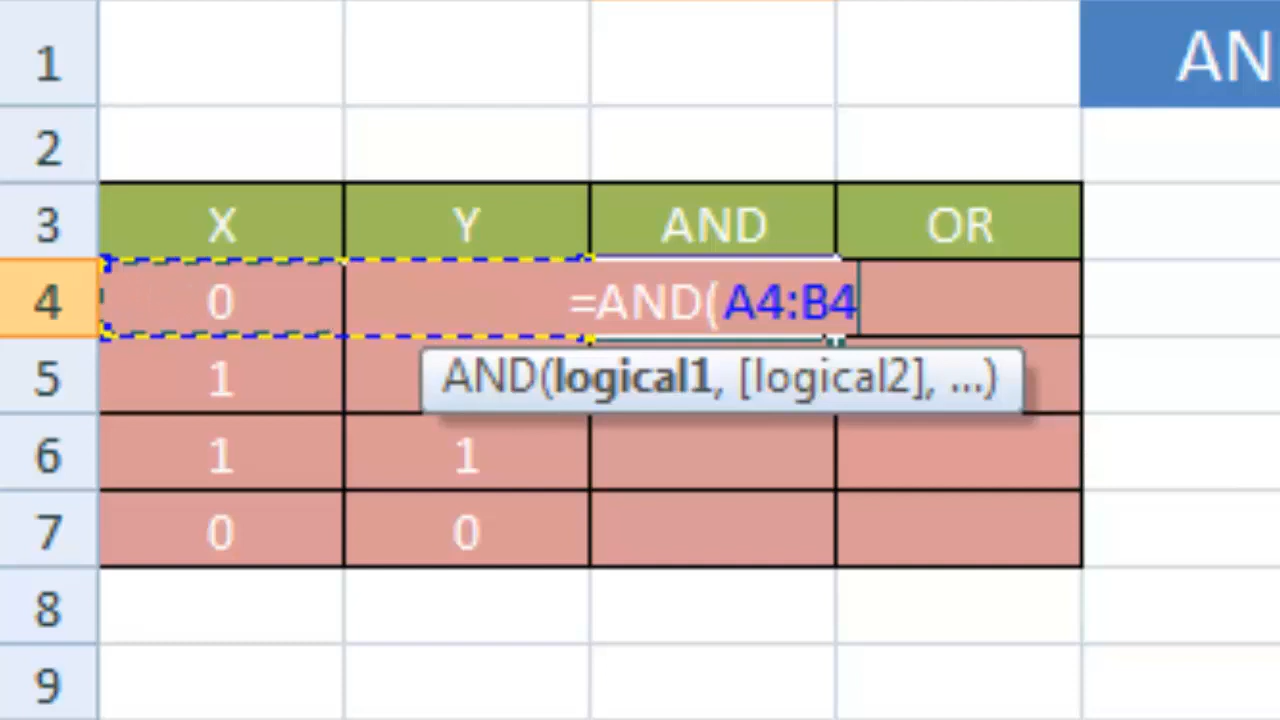 1 AN
2
3 X Y AND OR
4 0 =AND(A4:B4
5 1 AND(logical1, [logical2], ...)
6 1 1
7 0 0
8
9